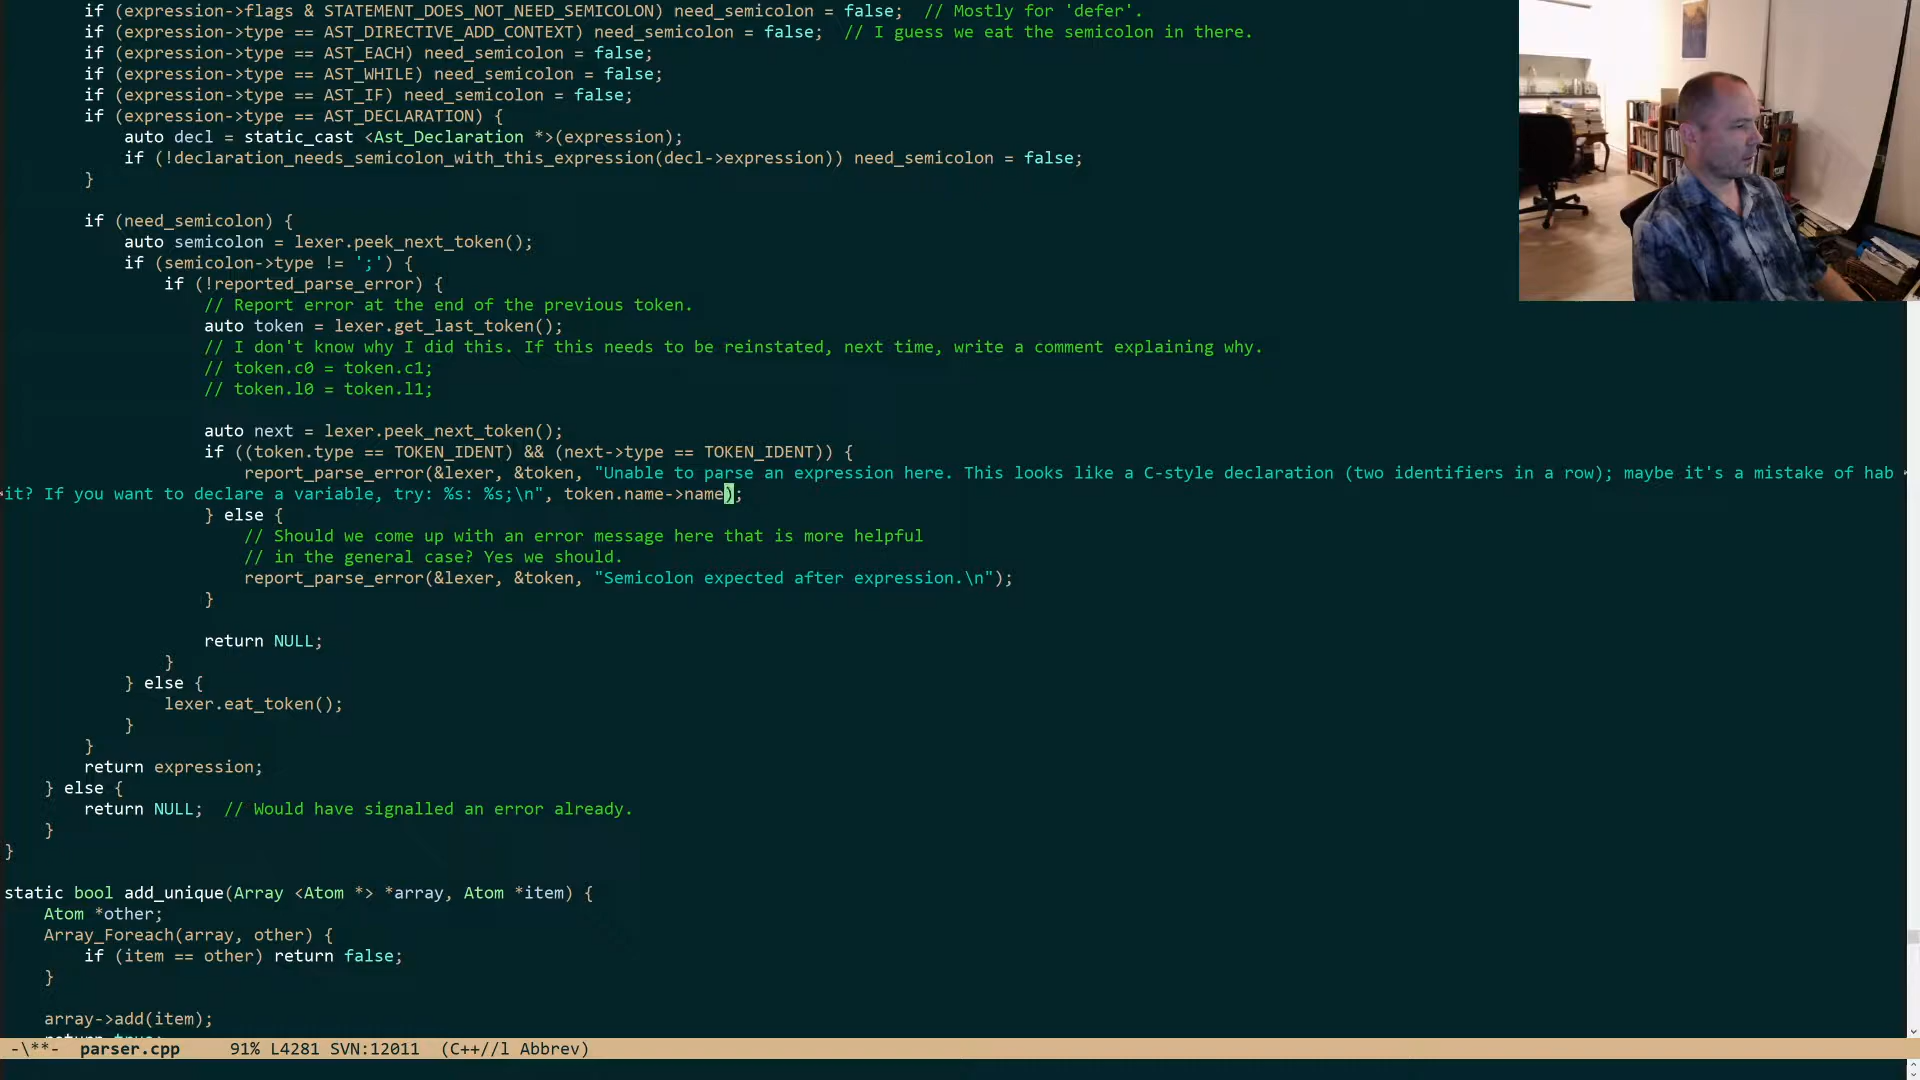 if (expression->flags & STATEMENT_DOES_NOT_NEED_SEMICOLON) need_semicolon = false;  // Mostly for 'defer'.
if (expression->type == AST_DIRECTIVE_ADD_CONTEXT) need_semicolon = false;  // I guess we eat the semicolon in there.
if (expression->type == AST_EACH) need_semicolon = false;
if (expression->type == AST_WHILE) need_semicolon = false;
if (expression->type == AST_IF) need_semicolon = false;
if (expression->type == AST_DECLARATION) {
auto decl = static_cast <Ast_Declaration *>(expression);
if (!declaration_needs_semicolon_with_this_expression(decl->expression)) need_semicolon = false;
}
if (need_semicolon) {
auto semicolon = lexer.peek_next_token();
if (semicolon->type != ';') {
if (!reported_parse_error) {
// Report error at the end of the previous token.
auto token = lexer.get_last_token();
// I don't know why I did this. If this needs to be reinstated, next time, write a comment explaining why.
// token.c0 = token.c1;
// token.l0 = token.l1;
auto next = lexer.peek_next_token();
if ((token.type == TOKEN_IDENT) && (next->type == TOKEN_IDENT)) {
report_parse_error(&lexer, &token, "Unable to parse an expression here. This looks like a C-style declaration (two identifiers in a row); maybe it's a mistake of hab
it? If you want to declare a variable, try: %s: %s;\n", token.name->name);
} else {
// Should we come up with an error message here that is more helpful
// in the general case? Yes we should.
report_parse_error(&lexer, &token, "Semicolon expected after expression.\n");
}
return NULL;
}
} else {
lexer.eat_token();
}
}
return expression;
} else {
return NULL;  // Would have signalled an error already.
}
}
static bool add_unique(Array <Atom *> *array, Atom *item) {
Atom *other;
Array_Foreach(array, other) {
if (item == other) return false;
}
array->add(item);
return true;
-\**-  parser.cpp     91% L4281 SVN:12011  (C++//l Abbrev)